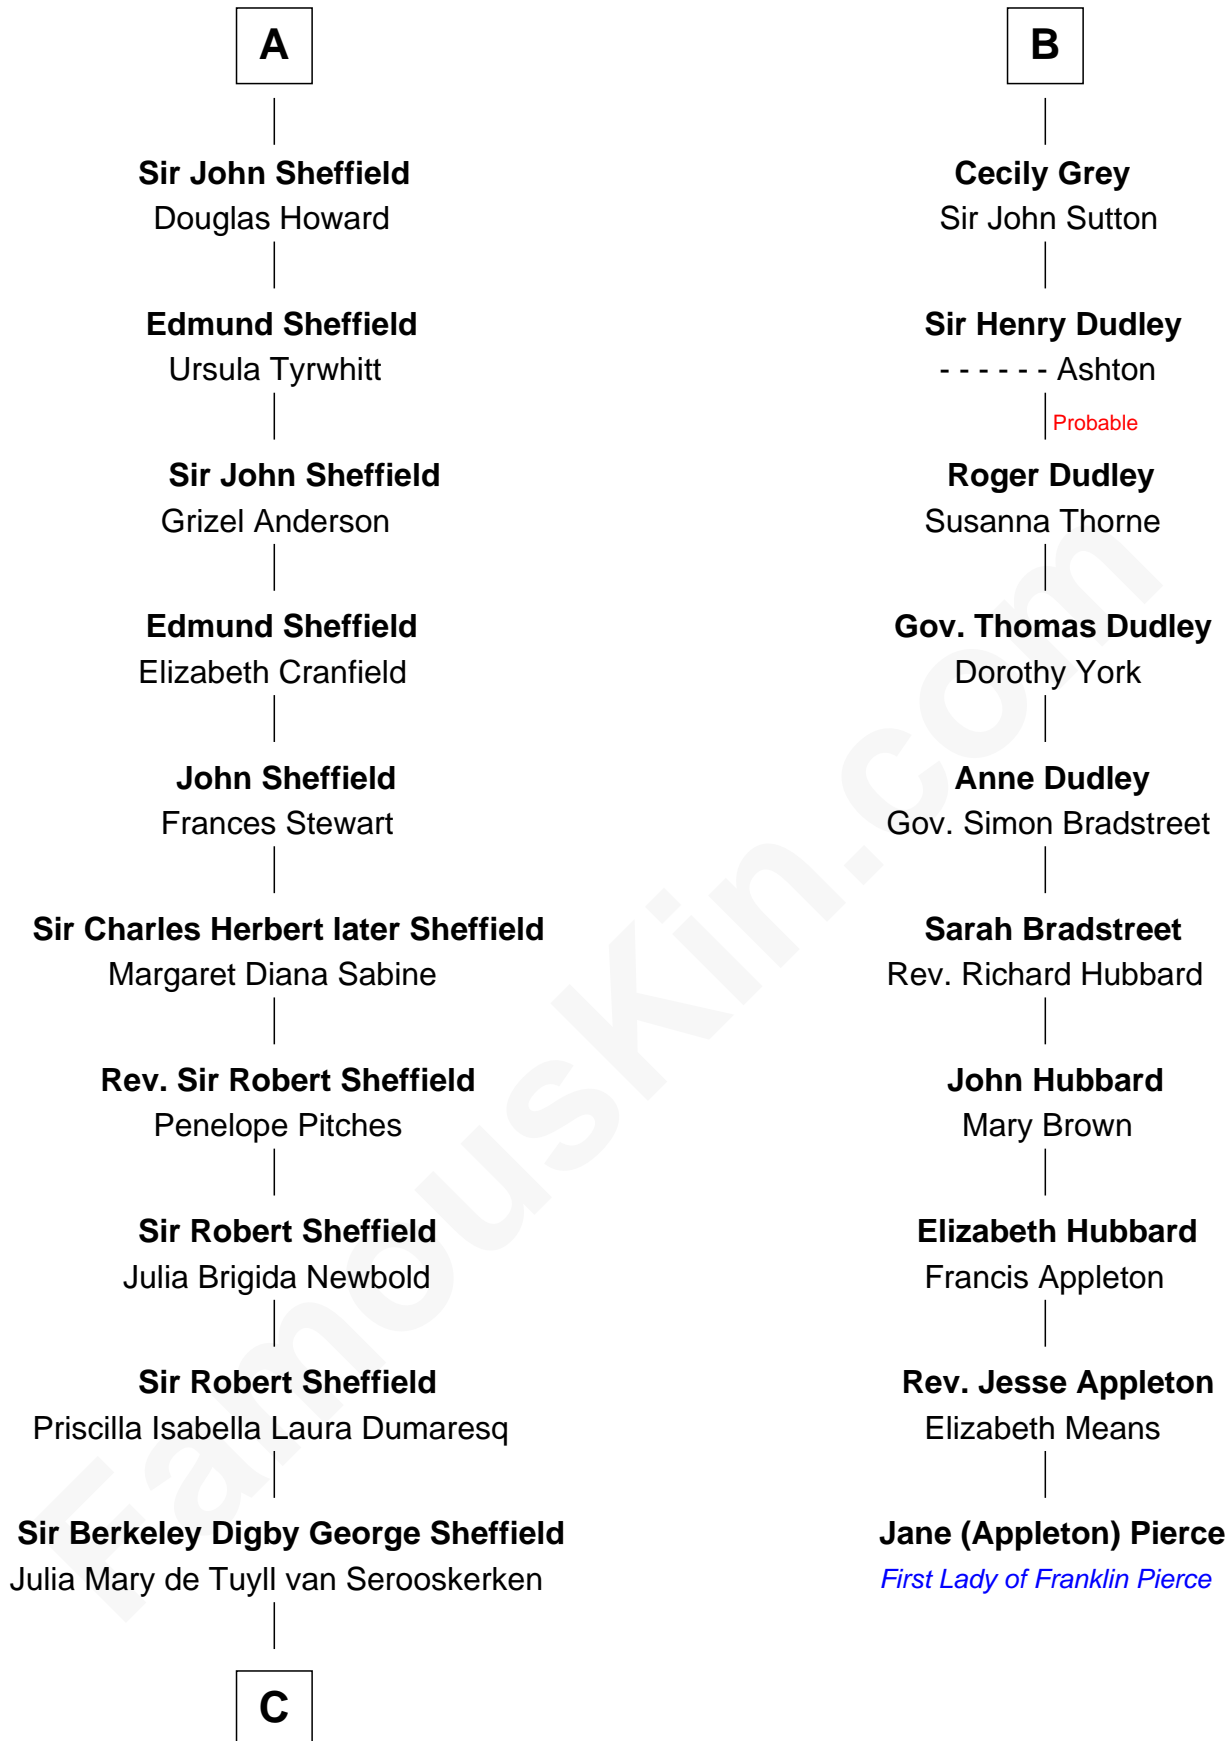 A
Sir John Sheffield
Douglas Howard
Edmund Sheffield
Ursula Tyrwhitt
Sir John Sheffield
Grizel Anderson
Edmund Sheffield
Elizabeth Cranfield
John Sheffield
Frances Stewart
Sir Charles Herbert later Sheffield
Margaret Diana Sabine
Rev. Sir Robert Sheffield
Penelope Pitches
Sir Robert Sheffield
Julia Brigida Newbold
Sir Robert Sheffield
Priscilla Isabella Laura Dumaresq
Sir Berkeley Digby George Sheffield
Julia Mary de Tuyll van Serooskerken
C
B
Cecily Grey
Sir John Sutton
Sir Henry Dudley
- - - - - - Ashton
Probable
Roger Dudley
Susanna Thorne
Gov. Thomas Dudley
Dorothy York
Anne Dudley
Gov. Simon Bradstreet
Sarah Bradstreet
Rev. Richard Hubbard
John Hubbard
Mary Brown
Elizabeth Hubbard
Francis Appleton
Rev. Jesse Appleton
Elizabeth Means
Jane (Appleton) Pierce
First Lady of Franklin Pierce
FamousKin.com